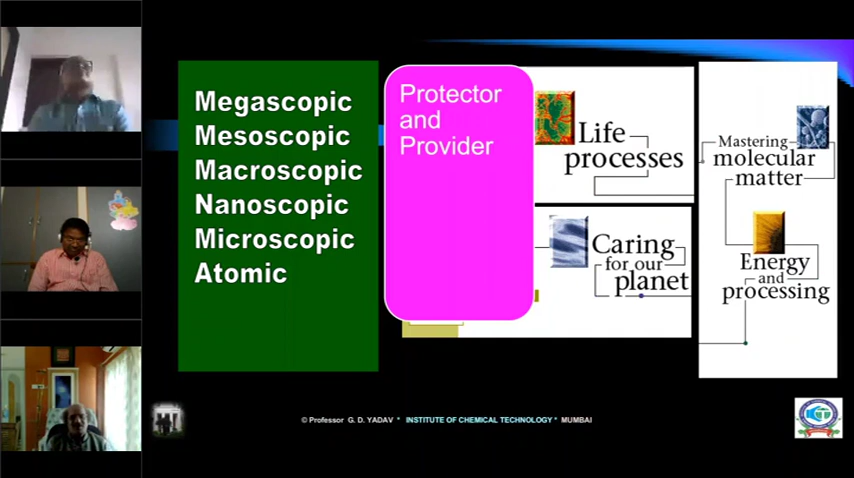 Megascopic
Mesoscopic
Macroscopic
Nanoscopic
Microscopic
Atomic
Protector
and
Provider
Life
processes
Caring
for our
planet
Mastering
molecular
matter
Energy
and
processing
© Professor G. D. YADAV * INSTITUTE OF CHEMICAL TECHNOLOGY * MUMBAI